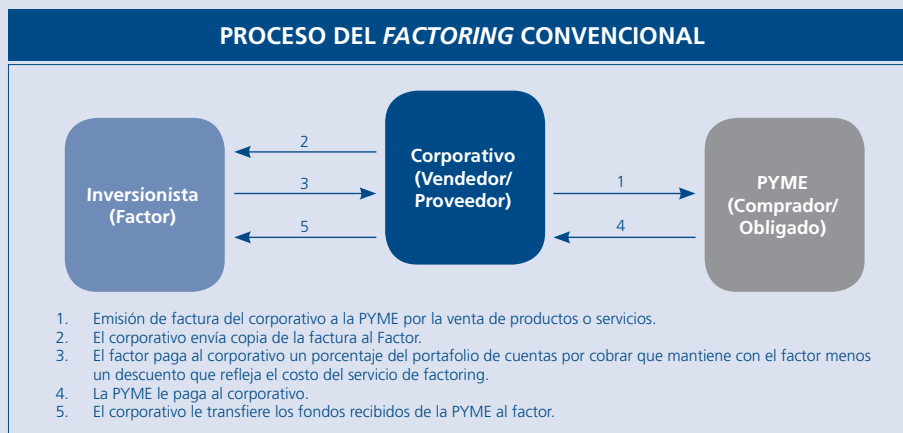 PROCESO DEL FACTORING CONVENCIONAL
Inversionista
(Factor)
2
3
5
Corporativo
(Vendedor/
Proveedor)
1
4
PYME
(Comprador/
Obligado)
1. Emisión de factura del corporativo a la PYME por la venta de productos o servicios.
2. El corporativo envía copia de la factura al Factor.
3. El factor paga al corporativo un porcentaje del portafolio de cuentas por cobrar que mantiene con el factor menos
un descuento que refleja el costo del servicio de factoring.
4. La PYME le paga al corporativo.
5. El corporativo le transfiere los fondos recibidos de la PYME al factor.